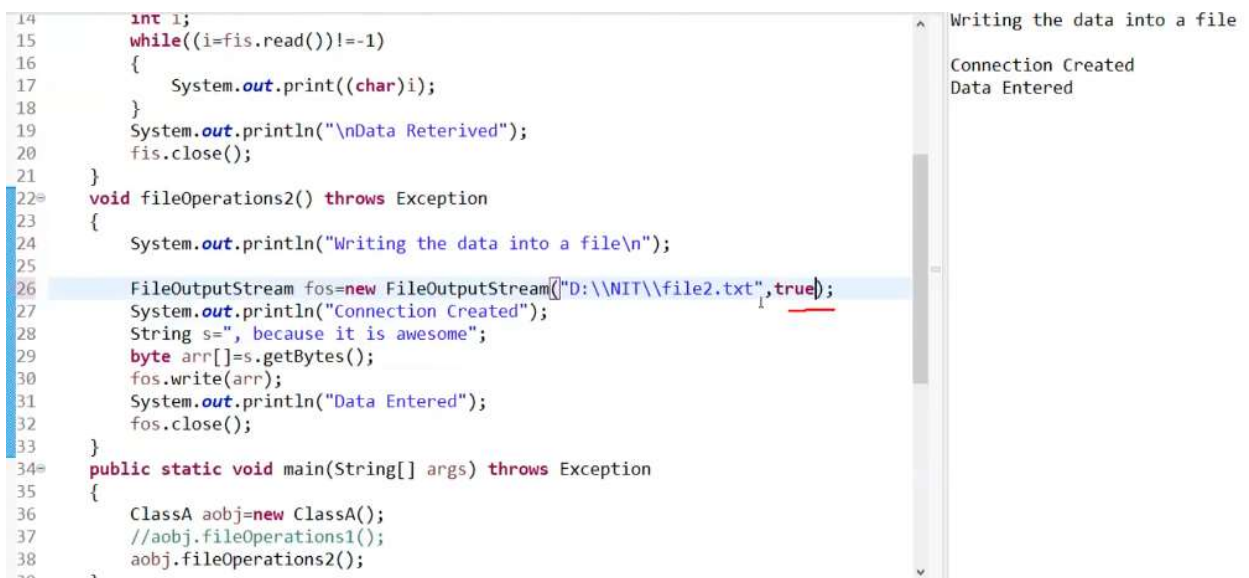 14 int i;
15 while((i=fis.read())!=-1)
16 {
17 System.out.print((char)i);
18 }
19 System.out.println("\nData Reterived");
20 fis.close();
21 }
22 void fileOperations2() throws Exception
23 {
24 System.out.println("Writing the data into a file\n");
25
26 FileOutputStream fos=new FileOutputStream("D:\\NIT\\file2.txt",true);
27 System.out.println("Connection Created");
28 String s=", because it is awesome";
29 byte arr[]=s.getBytes();
30 fos.write(arr);
31 System.out.println("Data Entered");
32 fos.close();
33 }
34 public static void main(String[] args) throws Exception
35 {
36 ClassA aobj=new ClassA();
37 //aobj.fileOperations1();
38 aobj.fileOperations2();
Writing the data into a file
Connection Created
Data Entered